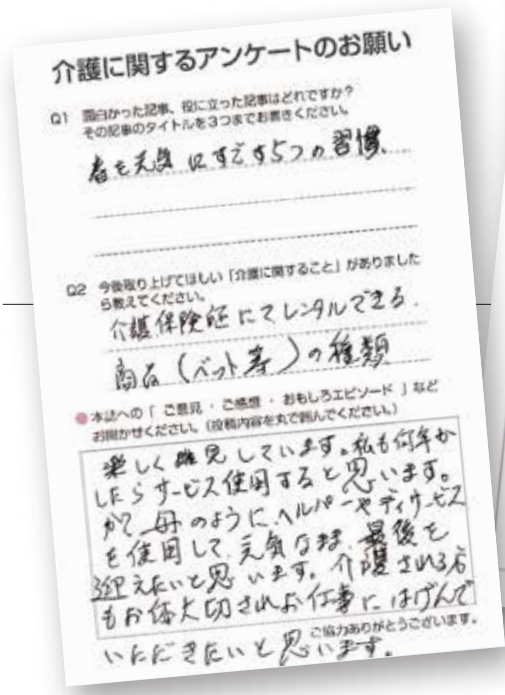 介護に関するアンケートのお願い
Q1 面白かった記事、役に立った記事はどれですか?
その記事のタイトルを3つまでお書きください。
春を元気にすごす5つの習慣、
Q2 今後取り上げてほしい「介護に関すること」がありました
ら教えてください。
介護保険証にてレンタルできる.
商品(ベット等)の種類
●本誌への「 ご意見 ・ ご感想 ・ おもしろエピソード 」など
お聞かせください。(投稿内容を丸で囲んでください。)
楽しく拝見しています。私も何年か
したらサービス使用すると思います。
が、母のように、ヘルパーやデイサービス
を使用して元気なまま最後を
迎えたいと思います。介護される方
もお体大切されお仕事にはげんで
いただきたいと思います。
ご協力ありがとうございます。